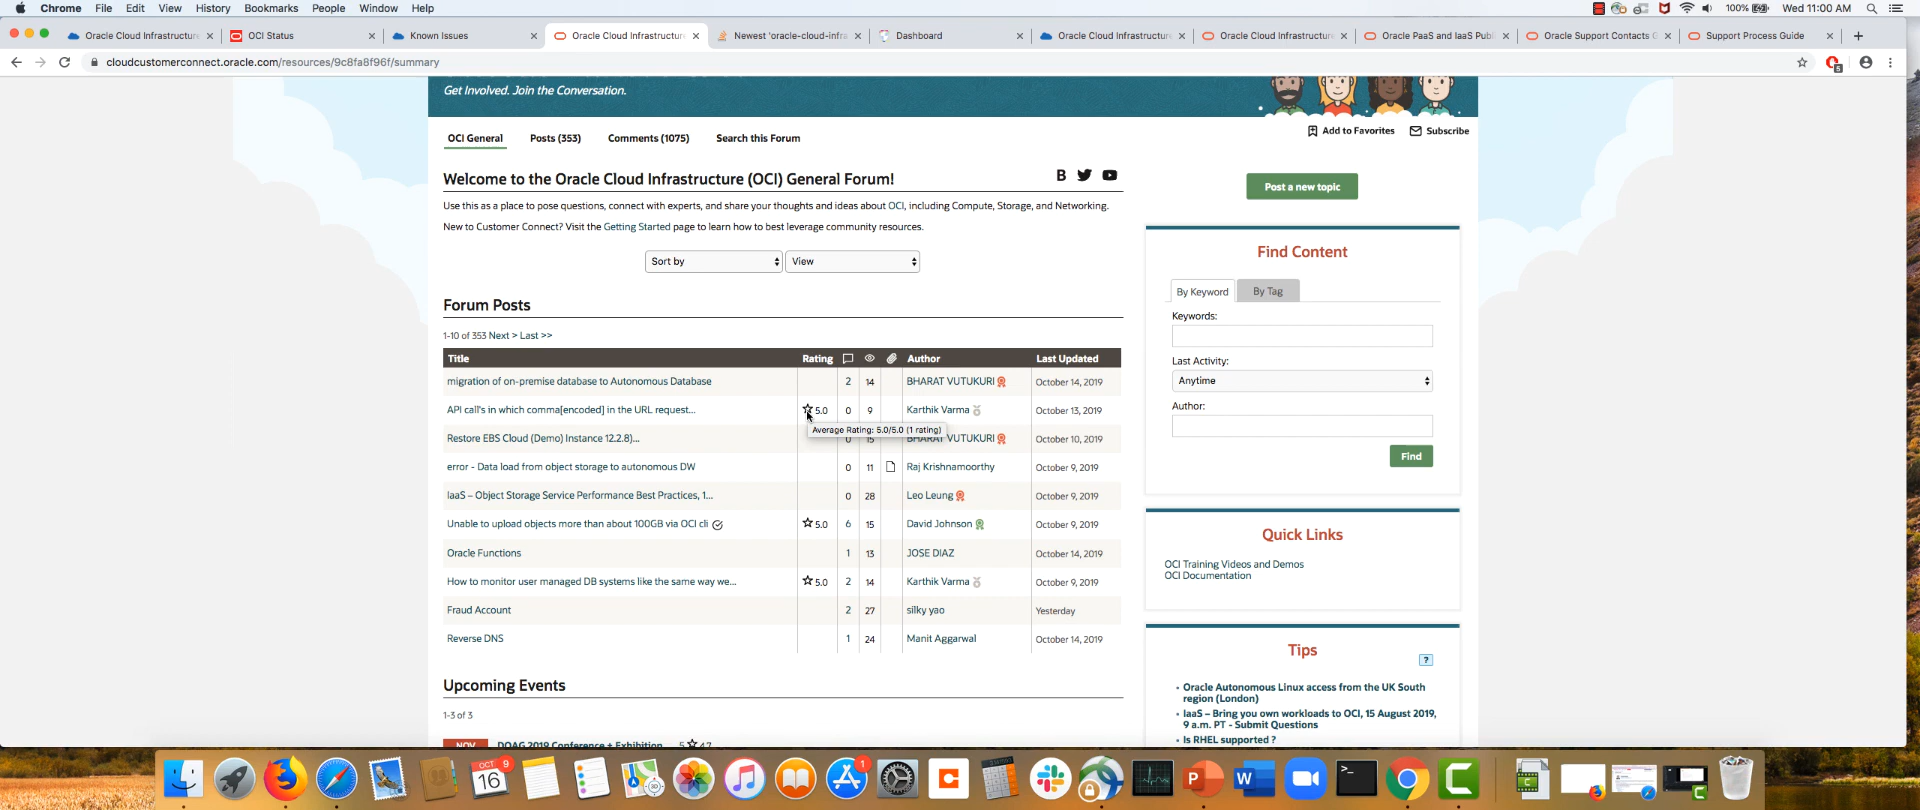 Chrome File Edit View History Bookmarks People Window Help 100% Wed 11:00 AM
Oracle Cloud Infrastructure × OCI Status × Known Issues × Oracle Cloud Infrastructure × Newest 'oracle-cloud-infra × Dashboard × Oracle Cloud Infrastructure × Oracle Cloud Infrastructure × Oracle PaaS and IaaS Publ × Oracle Support Contacts G × Support Process Guide × +
cloudcustomerconnect.oracle.com/resources/9c8fa8f96f/summary 5
Get Involved. Join the Conversation.
OCI General Posts (353) Comments (1075) Search this Forum
Add to Favorites Subscribe
Welcome to the Oracle Cloud Infrastructure (OCI) General Forum!
B
Use this as a place to pose questions, connect with experts, and share your thoughts and ideas about OCI, including Compute, Storage, and Networking.
New to Customer Connect? Visit the Getting Started page to learn how to best leverage community resources.
Sort by View
Forum Posts
1-10 of 353 Next > Last >>
Title Rating Author Last Updated
migration of on-premise database to Autonomous Database 2 14 BHARAT VUTUKURI October 14, 2019
API call's in which comma[encoded] in the URL request... 5.0 0 9 Karthik Varma October 13, 2019
Average Rating: 5.0/5.0 (1 rating)
Restore EBS Cloud (Demo) Instance 12.2.8)... 0 15 BHARAT VUTUKURI October 10, 2019
error - Data load from object storage to autonomous DW 0 11 Raj Krishnamoorthy October 9, 2019
IaaS – Object Storage Service Performance Best Practices, 1... 0 28 Leo Leung October 9, 2019
Unable to upload objects more than about 100GB via OCI cli 5.0 6 15 David Johnson October 9, 2019
Oracle Functions 1 13 JOSE DIAZ October 14, 2019
How to monitor user managed DB systems like the same way we... 5.0 2 14 Karthik Varma October 9, 2019
Fraud Account 2 27 silky yao Yesterday
Reverse DNS 1 24 Manit Aggarwal October 14, 2019
Upcoming Events
1-3 of 3
NOV DOAG 2019 Conference + Exhibition 5 4.7
Post a new topic
Find Content
By Keyword By Tag
Keywords:
Last Activity:
Anytime
Author:
Find
Quick Links
OCI Training Videos and Demos
OCI Documentation
Tips
?
• Oracle Autonomous Linux access from the UK South
region (London)
• IaaS – Bring you own workloads to OCI, 15 August 2019,
9 a.m. PT - Submit Questions
• Is RHEL supported ?
OCT 9
16
1